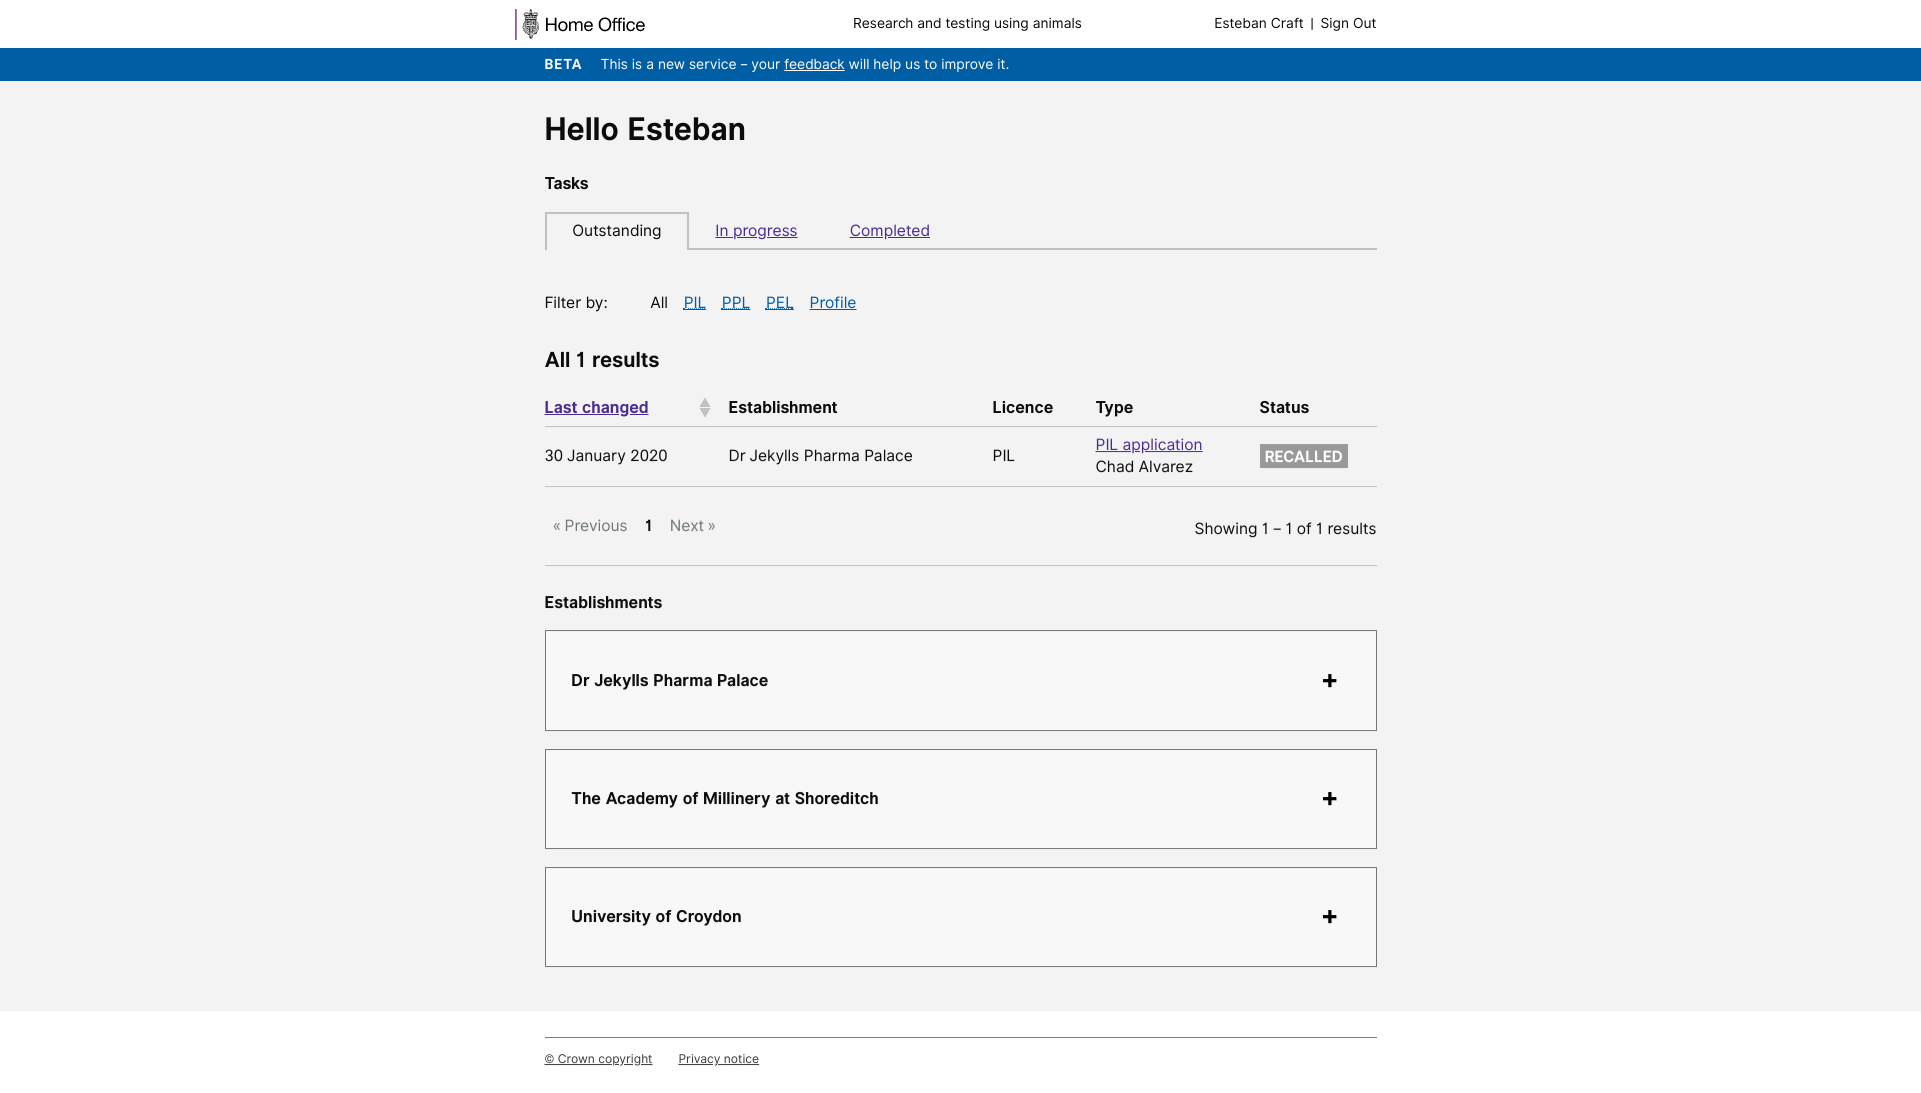 Home Office
Research and testing using animals
Esteban Craft | Sign Out
BETA This is a new service – your feedback will help us to improve it.
Hello Esteban
Tasks
Outstanding In progress Completed
Filter by: All PIL PPL PEL Profile
All 1 results
Last changed Establishment Licence Type Status
30 January 2020 Dr Jekylls Pharma Palace PIL PIL application RECALLED
Chad Alvarez
« Previous 1 Next »
Showing 1 – 1 of 1 results
Establishments
Dr Jekylls Pharma Palace +
The Academy of Millinery at Shoreditch +
University of Croydon +
© Crown copyright Privacy notice